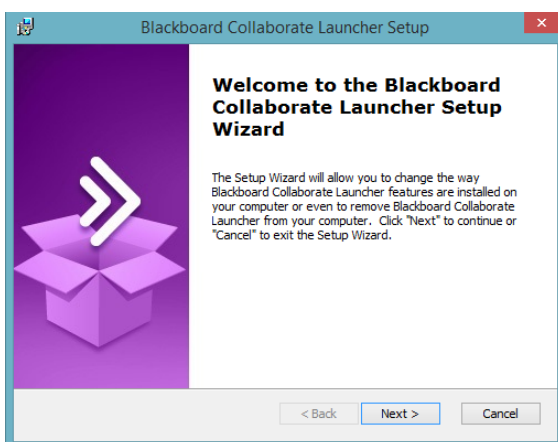 Blackboard Collaborate Launcher Setup
Welcome to the Blackboard
Collaborate Launcher Setup
Wizard
The Setup Wizard will allow you to change the way
Blackboard Collaborate Launcher features are installed on
your computer or even to remove Blackboard Collaborate
Launcher from your computer. Click "Next" to continue or
"Cancel" to exit the Setup Wizard.
< Back Next > Cancel